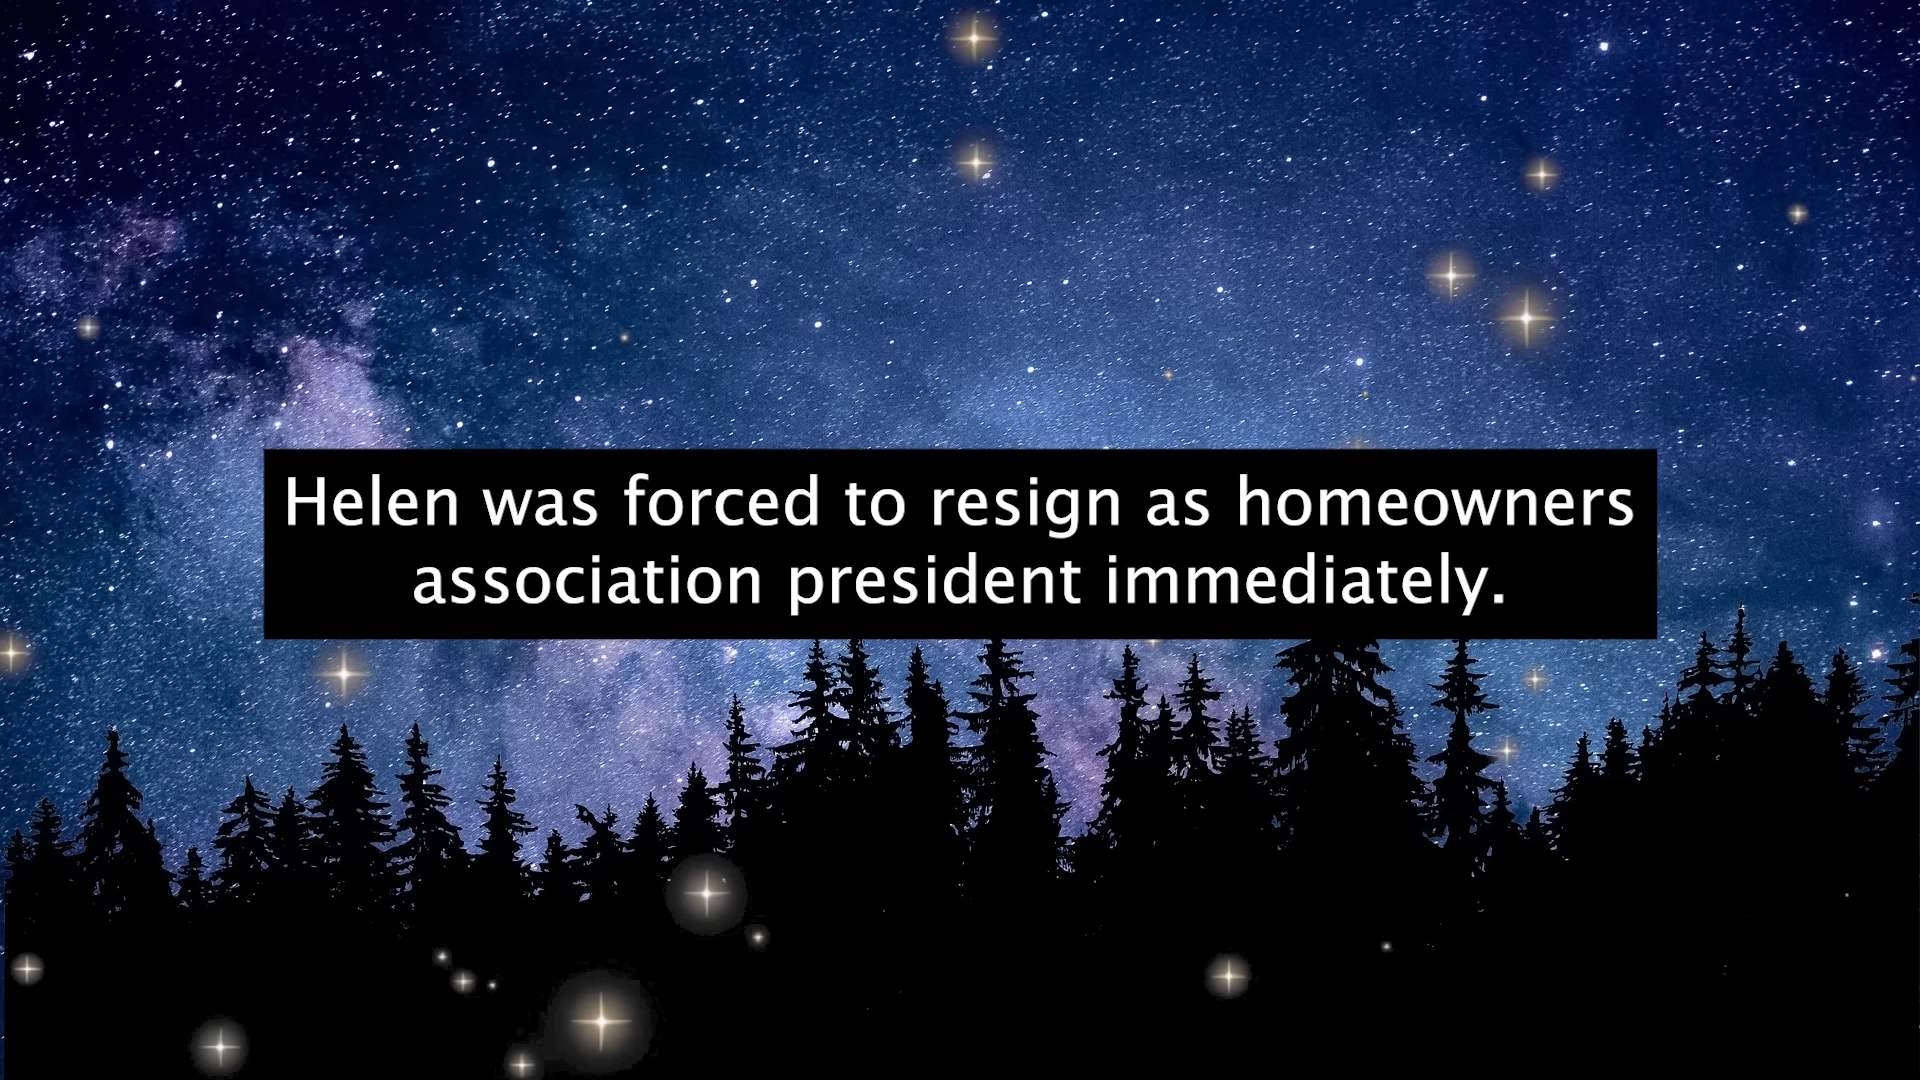 Helen was forced to resign as homeowners
association president immediately.